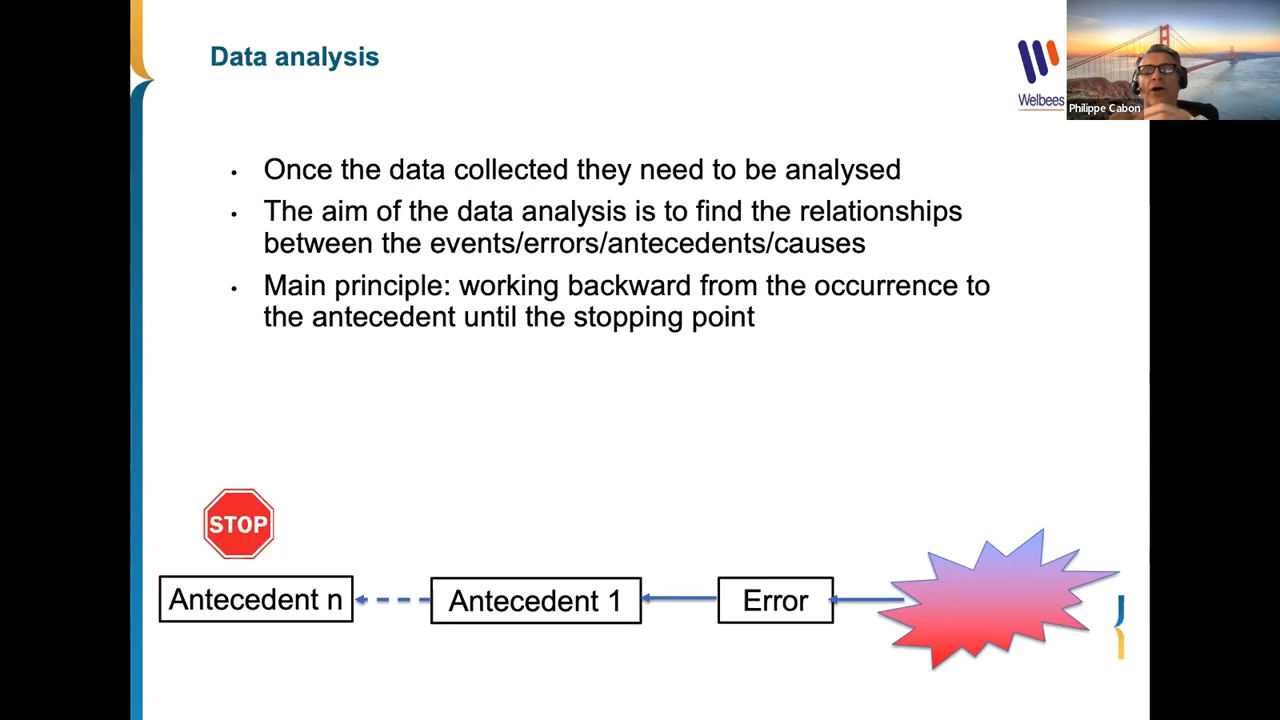 Data analysis
Welbees
Philippe Cabon
• Once the data collected they need to be analysed
• The aim of the data analysis is to find the relationships
between the events/errors/antecedents/causes
• Main principle: working backward from the occurrence to
the antecedent until the stopping point
STOP
Antecedent n
Antecedent 1
Error